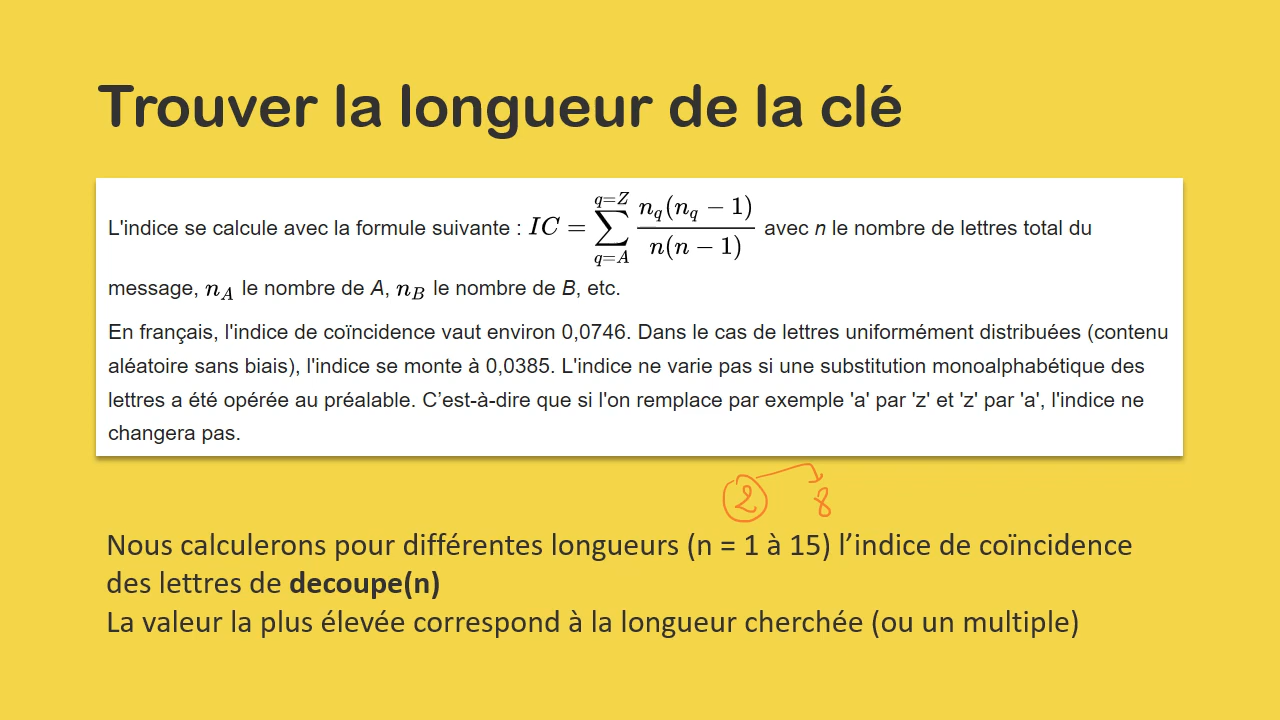 Trouver la longueur de la clé
L'indice se calcule avec la formule suivante : $IC = \sum_{q=A}^{q=Z} \frac{n_q(n_q-1)}{n(n-1)}$ avec n le nombre de lettres total du
message, $n_A$ le nombre de A, $n_B$ le nombre de B, etc.
En français, l'indice de coïncidence vaut environ 0,0746. Dans le cas de lettres uniformément distribuées (contenu
aléatoire sans biais), l'indice se monte à 0,0385. L'indice ne varie pas si une substitution monoalphabétique des
lettres a été opérée au préalable. C’est-à-dire que si l'on remplace par exemple 'a' par 'z' et 'z' par 'a', l'indice ne
changera pas.
2 8
Nous calculerons pour différentes longueurs (n = 1 à 15) l’indice de coïncidence
des lettres de decoupe(n)
La valeur la plus élevée correspond à la longueur cherchée (ou un multiple)